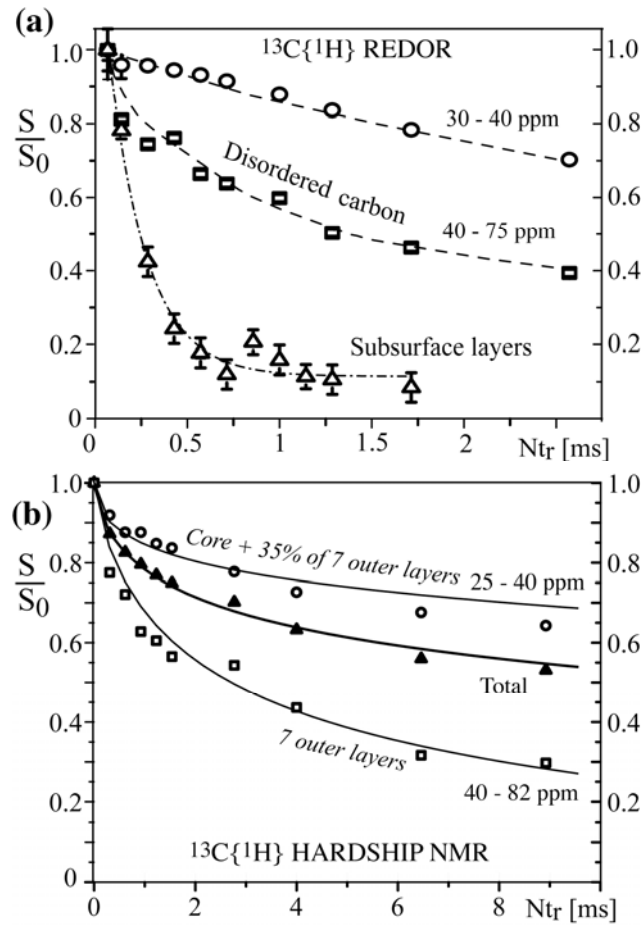 (a)
¹³C{¹H} REDOR
S
S₀
1.0
0.8
0.6
0.4
0.2
0
1.0
0.8
0.6
0.4
0.2
0
30 - 40 ppm
Disordered carbon
40 - 75 ppm
Subsurface layers
0 0.5 1 1.5 2
Ntr [ms]
(b)
S
S₀
1.0
0.8
0.6
0.4
0.2
0
1.0
0.8
0.6
0.4
0.2
0
Core + 35% of 7 outer layers
25 - 40 ppm
Total
7 outer layers
40 - 82 ppm
¹³C{¹H} HARDSHIP NMR
0 2 4 6 8
Ntr [ms]